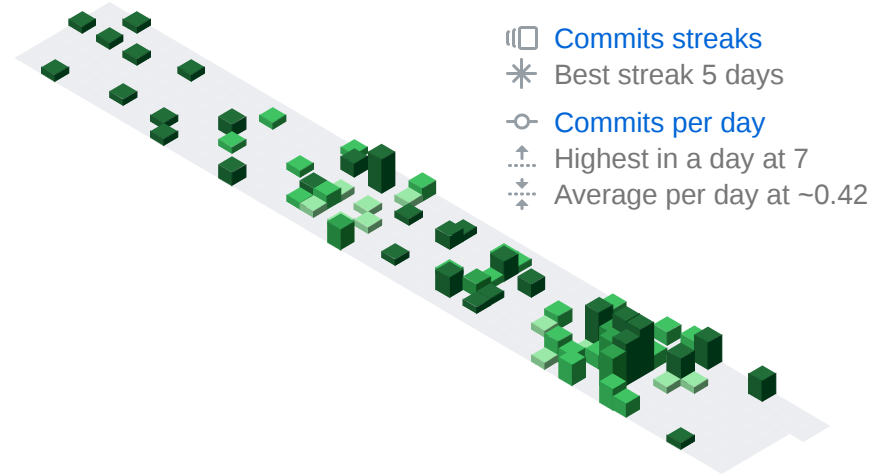 Commits streaks
Best streak 5 days
Commits per day
Highest in a day at 7
Average per day at ~0.42